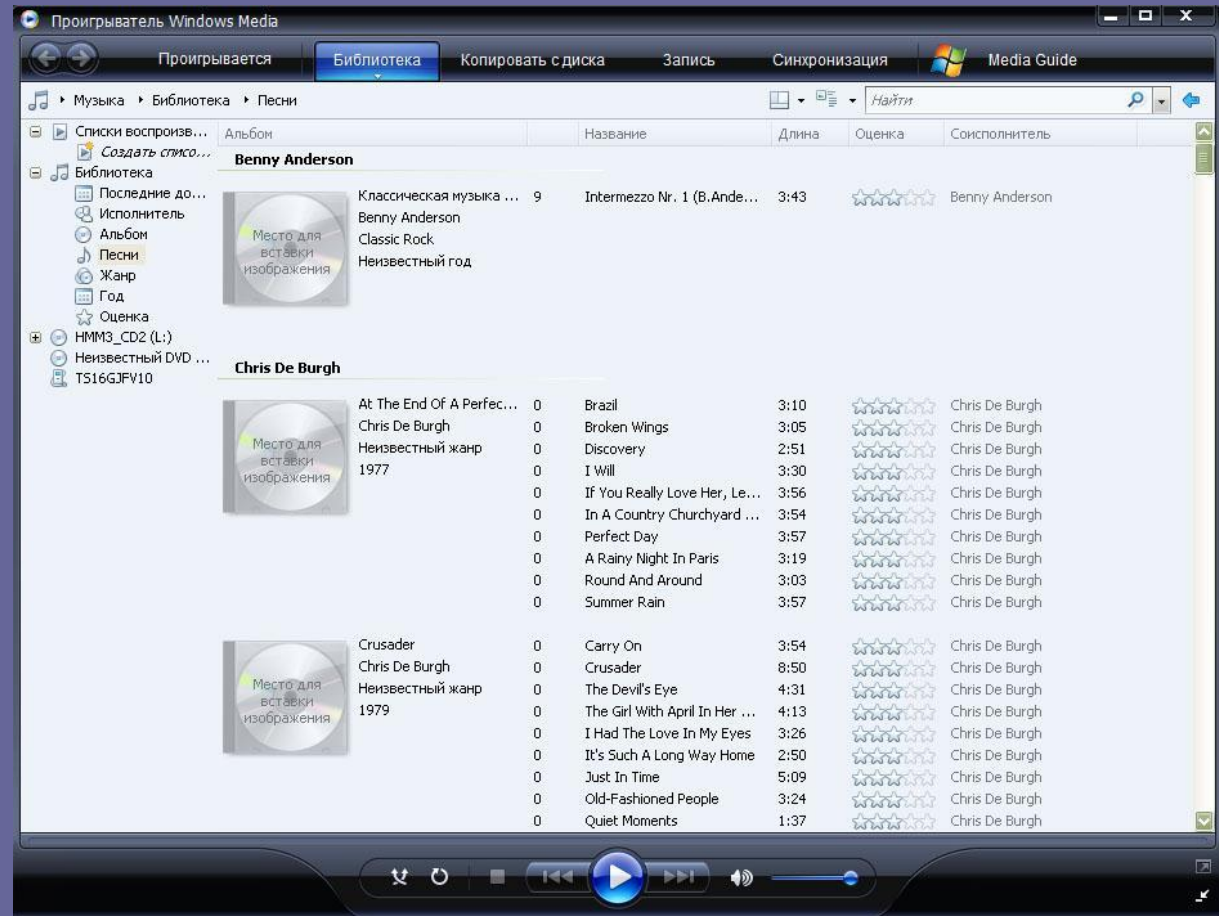 Проигрыватель Windows Media
Проигрывается Библиотека Копировать с диска Запись Синхронизация Media Guide
Музыка Библиотека Песни Найти
Списки воспроизв...
Создать списо...
Библиотека
Последние до...
Исполнитель
Альбом
Песни
Жанр
Год
Оценка
HMM3_CD2 (L:)
Неизвестный DVD ...
TS16GJFV10
Альбом Название Длина Оценка Соисполнитель
Benny Anderson
Место для
вставки
изображения
Классическая музыка ... 9 Intermezzo Nr. 1 (B.Ande... 3:43 Benny Anderson
Benny Anderson
Classic Rock
Неизвестный год
Chris De Burgh
Место для
вставки
изображения
At The End Of A Perfec... 0 Brazil 3:10 Chris De Burgh
Chris De Burgh 0 Broken Wings 3:05 Chris De Burgh
Неизвестный жанр 0 Discovery 2:51 Chris De Burgh
1977 0 I Will 3:30 Chris De Burgh
0 If You Really Love Her, Le... 3:56 Chris De Burgh
0 In A Country Churchyard ... 3:54 Chris De Burgh
0 Perfect Day 3:57 Chris De Burgh
0 A Rainy Night In Paris 3:19 Chris De Burgh
0 Round And Around 3:03 Chris De Burgh
0 Summer Rain 3:57 Chris De Burgh
Место для
вставки
изображения
Crusader 0 Carry On 3:54 Chris De Burgh
Chris De Burgh 0 Crusader 8:50 Chris De Burgh
Неизвестный жанр 0 The Devil's Eye 4:31 Chris De Burgh
1979 0 The Girl With April In Her ... 4:13 Chris De Burgh
0 I Had The Love In My Eyes 3:26 Chris De Burgh
0 It's Such A Long Way Home 2:50 Chris De Burgh
0 Just In Time 5:09 Chris De Burgh
0 Old-Fashioned People 3:24 Chris De Burgh
0 Quiet Moments 1:37 Chris De Burgh